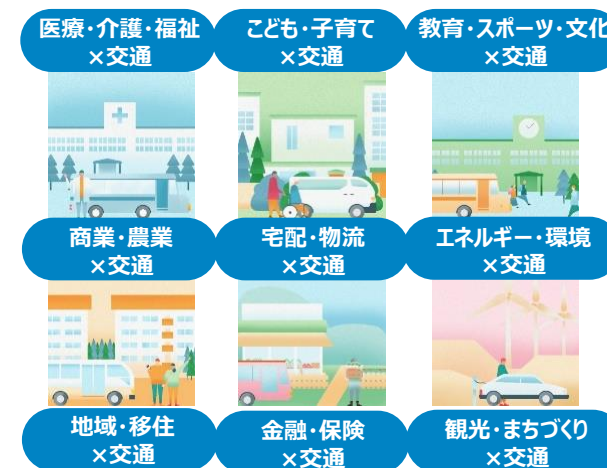 医療・介護・福祉
×交通
こども・子育て
×交通
教育・スポーツ・文化
×交通
商業・農業
×交通
宅配・物流
×交通
エネルギー・環境
×交通
地域・移住
×交通
金融・保険
×交通
観光・まちづくり
×交通